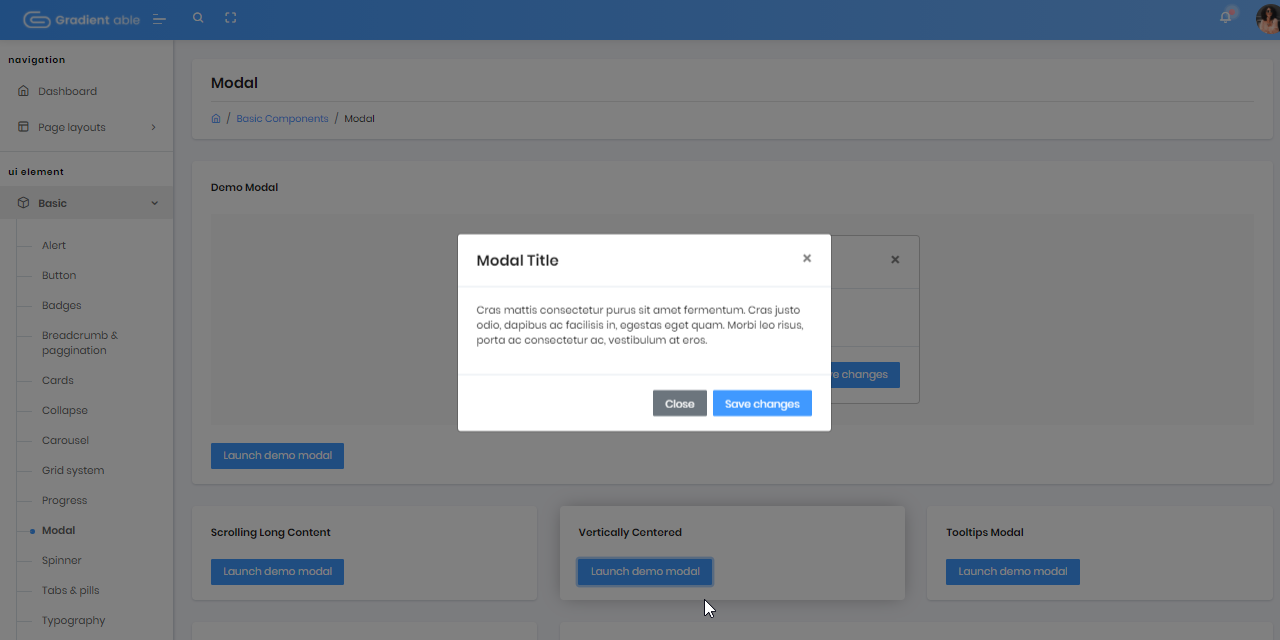 Gradient able
navigation
Dashboard
Page layouts
ui element
Basic
Alert
Button
Badges
Breadcrumb &
paggination
Cards
Collapse
Carousel
Grid system
Progress
Modal
Spinner
Tabs & pills
Typography
Modal
/ Basic Components / Modal
Demo Modal
×
changes
Modal Title ×
Cras mattis consectetur purus sit amet fermentum. Cras justo
odio, dapibus ac facilisis in, egestas eget quam. Morbi leo risus,
porta ac consectetur ac, vestibulum at eros.
Close Save changes
Launch demo modal
Scrolling Long Content
Launch demo modal
Vertically Centered
Launch demo modal
Tooltips Modal
Launch demo modal